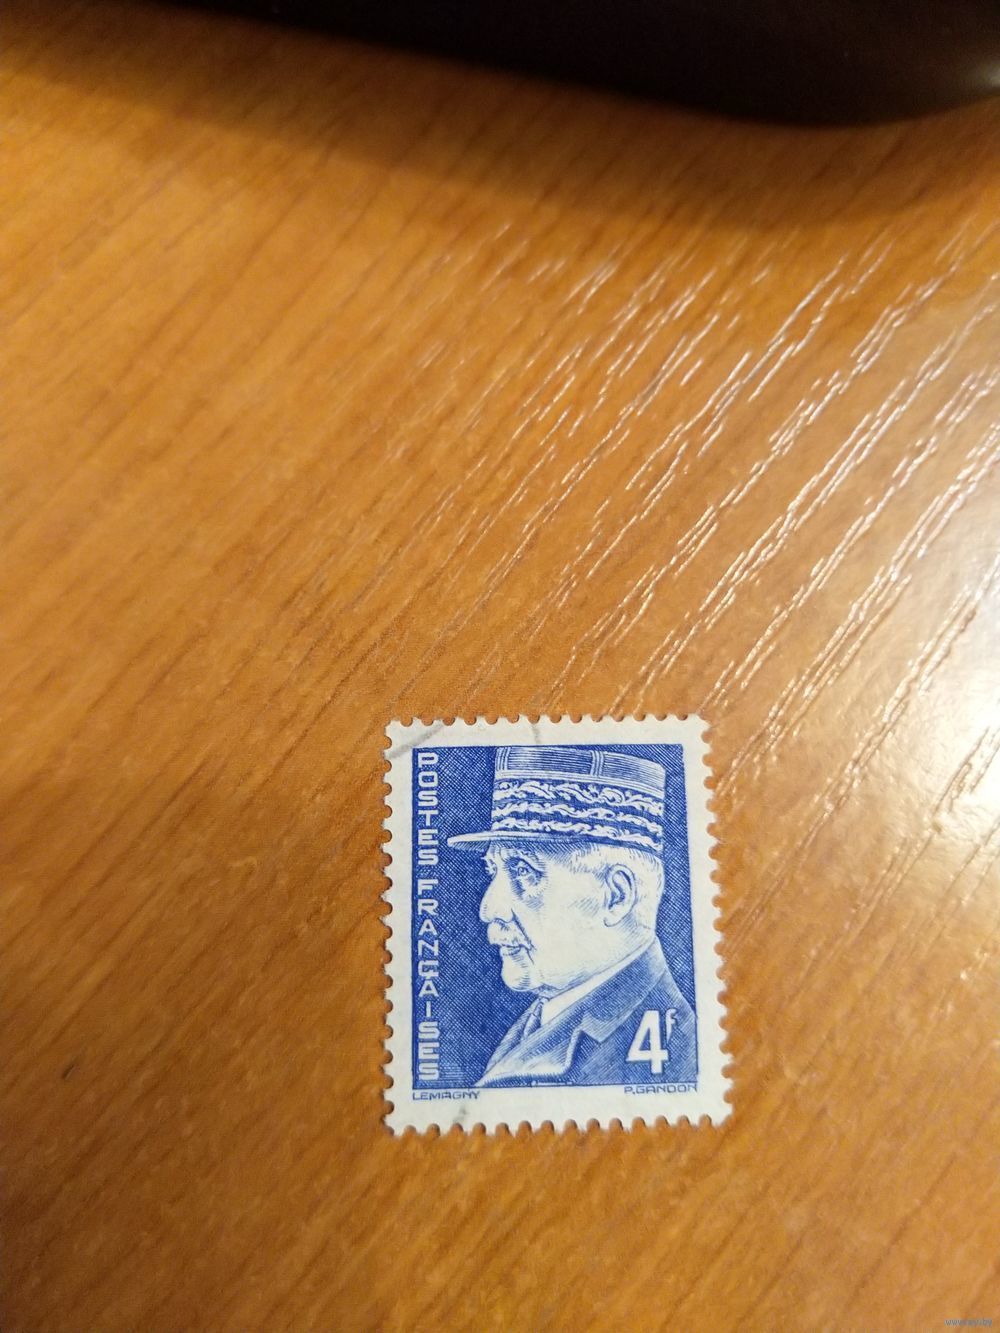 POSTES FRANÇAISES
4F
LEMAGNY
P.GANDON